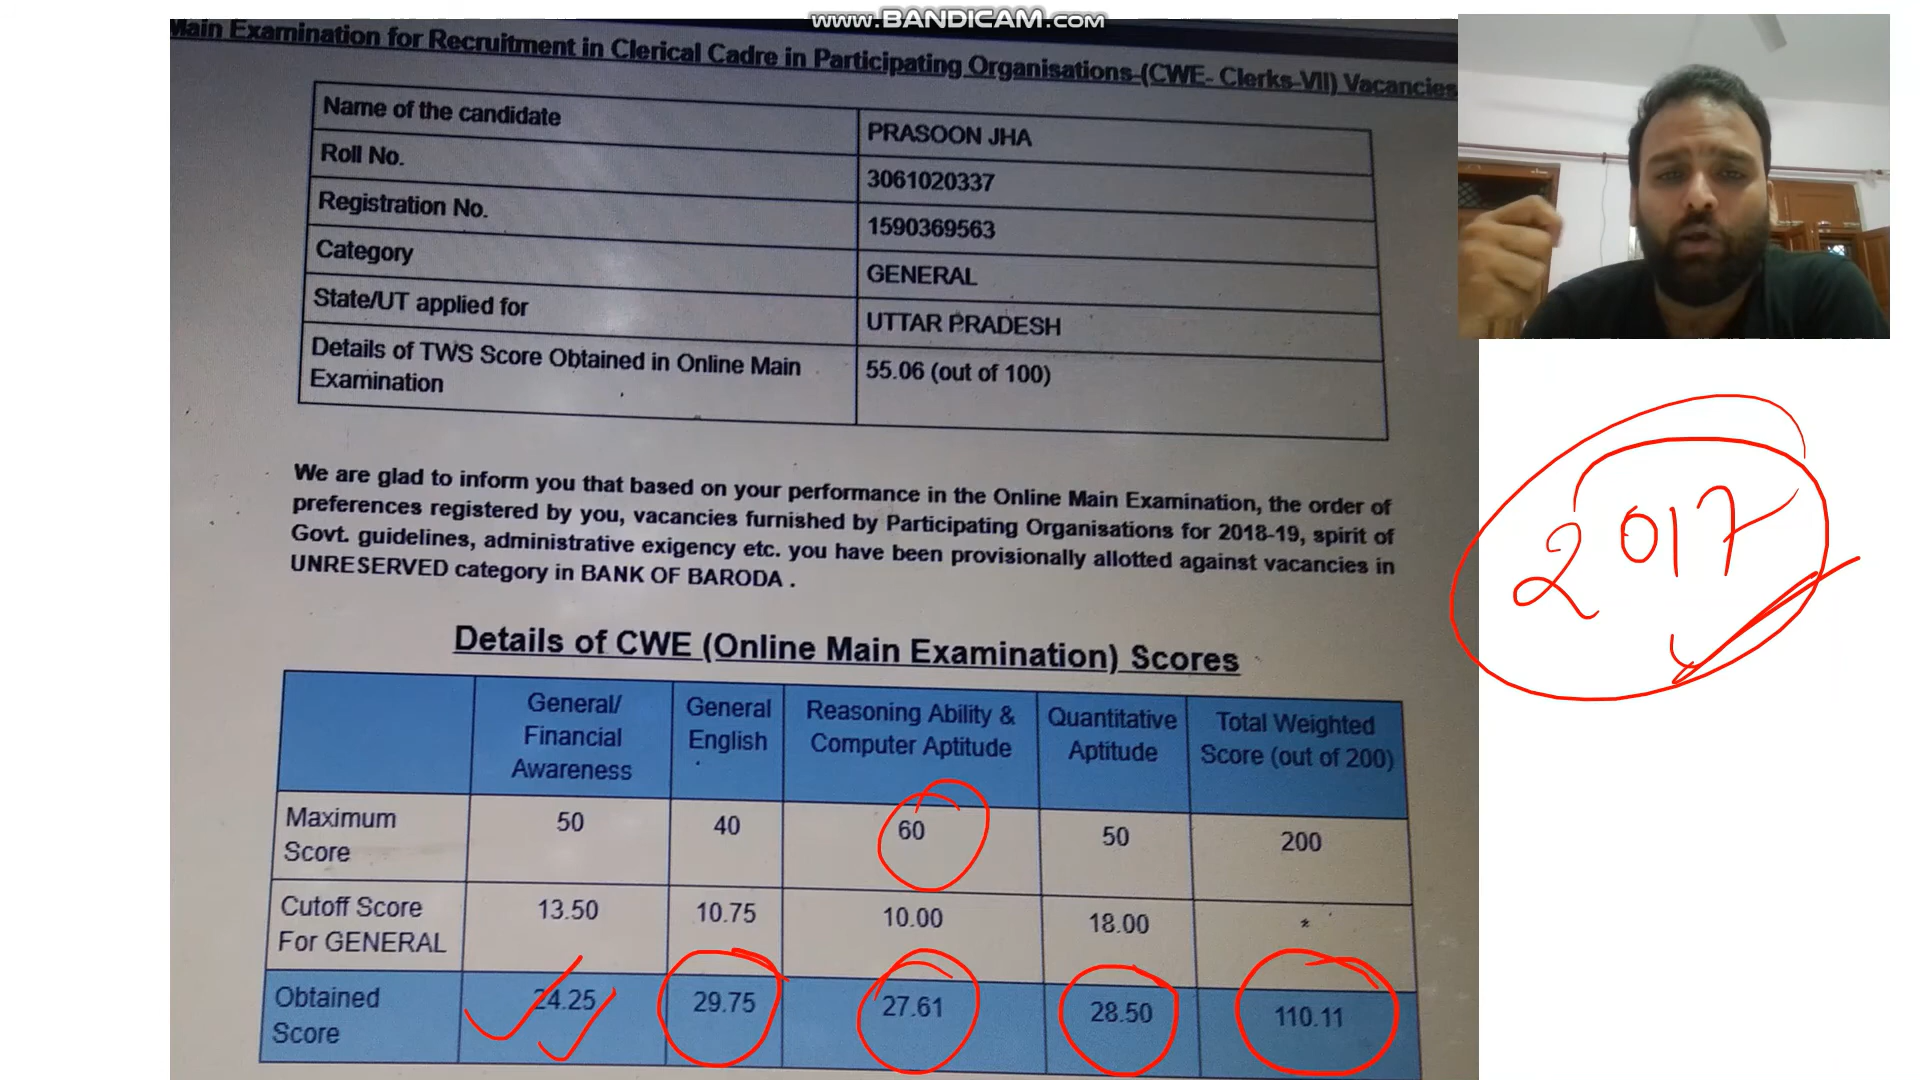 www.BANDICAM.com
Main Examination for Recruitment in Clerical Cadre in Participating Organisations-(CWE- Clerks-VII) Vacancies
Name of the candidate
PRASOON JHA
Roll No.
3061020337
Registration No.
1590369563
Category
GENERAL
State/UT applied for
UTTAR PRADESH
Details of TWS Score Obtained in Online Main
Examination
55.06 (out of 100)
We are glad to inform you that based on your performance in the Online Main Examination, the order of
preferences registered by you, vacancies furnished by Participating Organisations for 2018-19, spirit of
Govt. guidelines, administrative exigency etc. you have been provisionally allotted against vacancies in
UNRESERVED category in BANK OF BARODA .
2017
Details of CWE (Online Main Examination) Scores
General/
Financial
Awareness
General
English
Reasoning Ability &
Computer Aptitude
Quantitative
Aptitude
Total Weighted
Score (out of 200)
Maximum
Score
50
40
60
50
200
Cutoff Score
For GENERAL
13.50
10.75
10.00
18.00
*
Obtained
Score
24.25
29.75
27.61
28.50
110.11